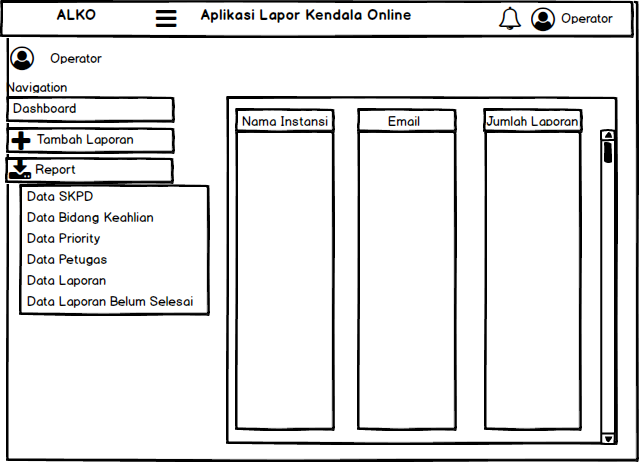 ALKO
Aplikasi Lapor Kendala Online
Operator
Operator
Navigation
Dashboard
Tambah Laporan
Report
Data SKPD
Data Bidang Keahlian
Data Priority
Data Petugas
Data Laporan
Data Laporan Belum Selesai
Nama Instansi
Email
Jumlah Laporan